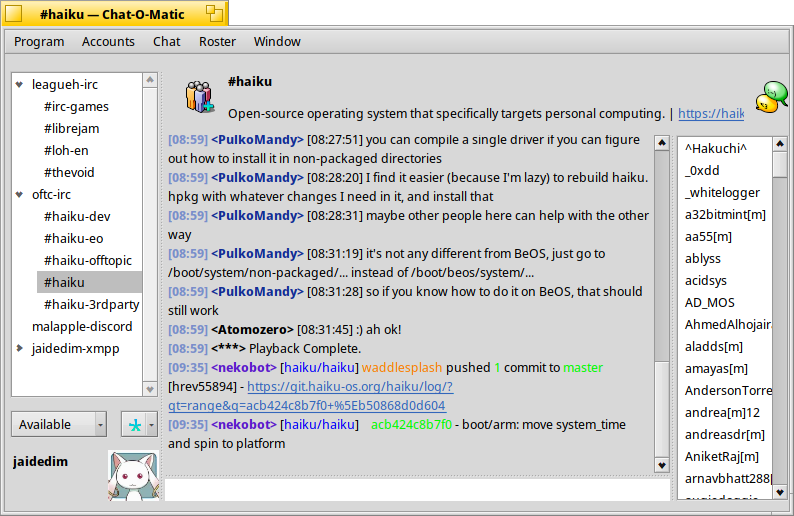 #haiku — Chat-O-Matic
Program Accounts Chat Roster Window
leagueh-irc
#irc-games
#librejam
#loh-en
#thevoid
oftc-irc
#haiku-dev
#haiku-eo
#haiku-offtopic
#haiku
#haiku-3rdparty
malapple-discord
jaidedim-xmpp
Available
jaidedim
#haiku
Open-source operating system that specifically targets personal computing. | https://haik
[08:59] <PulkoMandy> [08:27:51] you can compile a single driver if you can figure
out how to install it in non-packaged directories
[08:59] <PulkoMandy> [08:28:20] I find it easier (because I'm lazy) to rebuild haiku.
hpkg with whatever changes I need in it, and install that
[08:59] <PulkoMandy> [08:28:31] maybe other people here can help with the other
way
[08:59] <PulkoMandy> [08:31:19] it's not any different from BeOS, just go to
/boot/system/non-packaged/... instead of /boot/beos/system/...
[08:59] <PulkoMandy> [08:31:28] so if you know how to do it on BeOS, that should
still work
[08:59] <Atomozero> [08:31:45] :) ah ok!
[08:59] <***> Playback Complete.
[09:35] <nekobot> [haiku/haiku] waddlesplash pushed 1 commit to master
[hrev55894] - https://git.haiku-os.org/haiku/log/?
qt=range&q=acb424c8b7f0+%5Eb50868d0d604
[09:35] <nekobot> [haiku/haiku] acb424c8b7f0 - boot/arm: move system_time
and spin to platform
^Hakuchi^
_0xdd
_whitelogger
a32bitmint[m]
aa55[m]
ablyss
acidsys
AD_MOS
AhmedAlhojair
aladds[m]
amayas[m]
AndersonTorre
andrea[m]12
andreasdr[m]
AniketRaj[m]
arnavbhatt288[